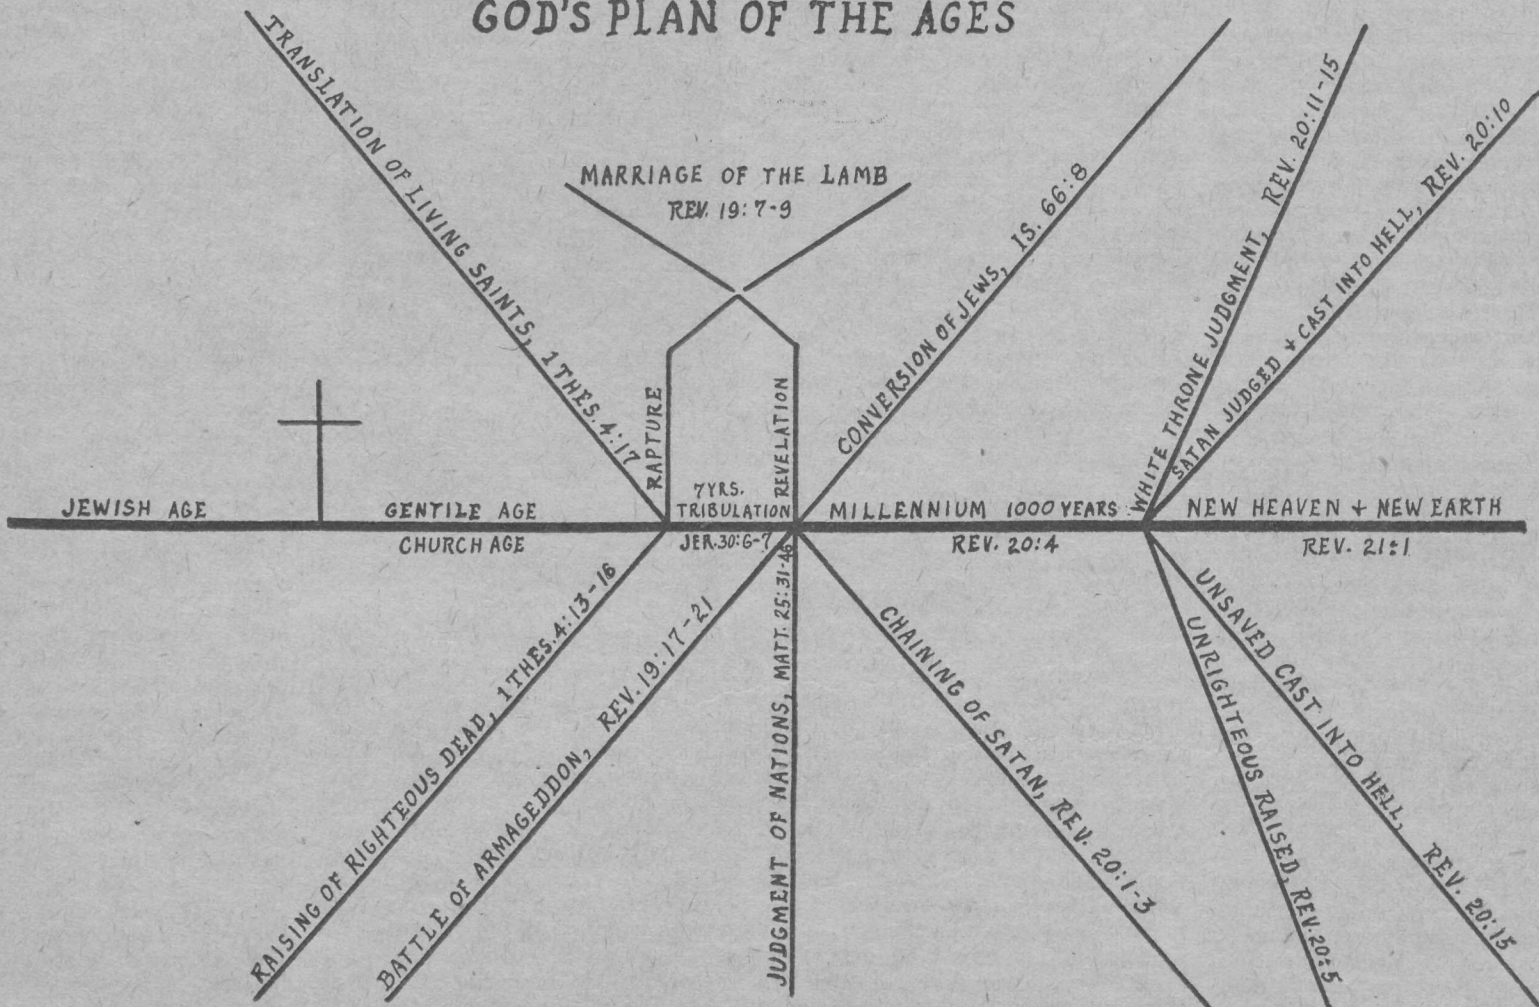 GOD'S PLAN OF THE AGES
TRANSLATION OF LIVING SAINTS, 1 THES. 4:17
MARRIAGE OF THE LAMB
REV. 19:7-9
RAPTURE
REVELATION
CONVERSION OF JEWS, IS. 66:8
WHITE THRONE JUDGMENT, REV. 20:11-15
SATAN JUDGED + CAST INTO HELL, REV. 20:10
JEWISH AGE
GENTILE AGE
CHURCH AGE
7 YRS.
TRIBULATION
JER. 30:6-7
MILLENNIUM 1000 YEARS
REV. 20:4
NEW HEAVEN + NEW EARTH
REV. 21:1
RAISING OF RIGHTEOUS DEAD, 1 THES. 4:13-16
BATTLE OF ARMAGEDDON, REV. 19:17-21
JUDGMENT OF NATIONS, MATT. 25:31-46
CHAINING OF SATAN, REV. 20:1-3
UNRIGHTEOUS RAISED, REV. 20:5
UNSAVED CAST INTO HELL, REV. 20:15